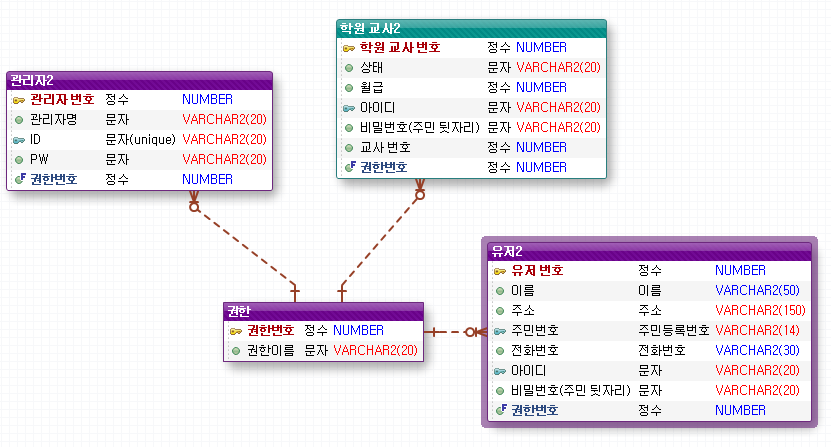 학원 교사2
학원 교사 번호 정수 NUMBER
상태 문자 VARCHAR2(20)
월급 정수 NUMBER
아이디 문자 VARCHAR2(20)
비밀번호(주민 뒷자리) 문자 VARCHAR2(20)
교사 번호 정수 NUMBER
권한번호 정수 NUMBER
관리자2
관리자 번호 정수 NUMBER
관리자명 문자 VARCHAR2(20)
ID 문자(unique) VARCHAR2(20)
PW 문자 VARCHAR2(20)
권한번호 정수 NUMBER
유저2
유저 번호 정수 NUMBER
이름 이름 VARCHAR2(50)
주소 주소 VARCHAR2(150)
주민번호 주민등록번호 VARCHAR2(14)
전화번호 전화번호 VARCHAR2(30)
아이디 문자 VARCHAR2(20)
비밀번호(주민 뒷자리) 문자 VARCHAR2(20)
권한번호 정수 NUMBER
권한
권한번호 정수 NUMBER
권한이름 문자 VARCHAR2(20)